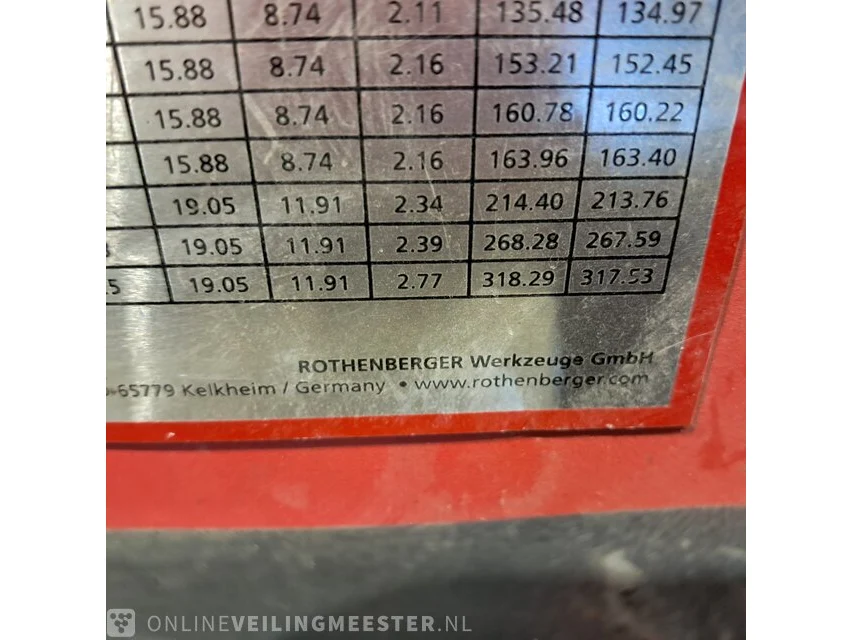 15.88 8.74 2.11 135.48 134.97
15.88 8.74 2.16 153.21 152.45
15.88 8.74 2.16 160.78 160.22
15.88 8.74 2.16 163.96 163.40
19.05 11.91 2.34 214.40 213.76
19.05 11.91 2.39 268.28 267.59
5 19.05 11.91 2.77 318.29 317.53
ROTHENBERGER Werkzeuge GmbH
65779 Kelkheim / Germany • www.rothenberger.com
ONLINEVEILINGMEESTER.NL